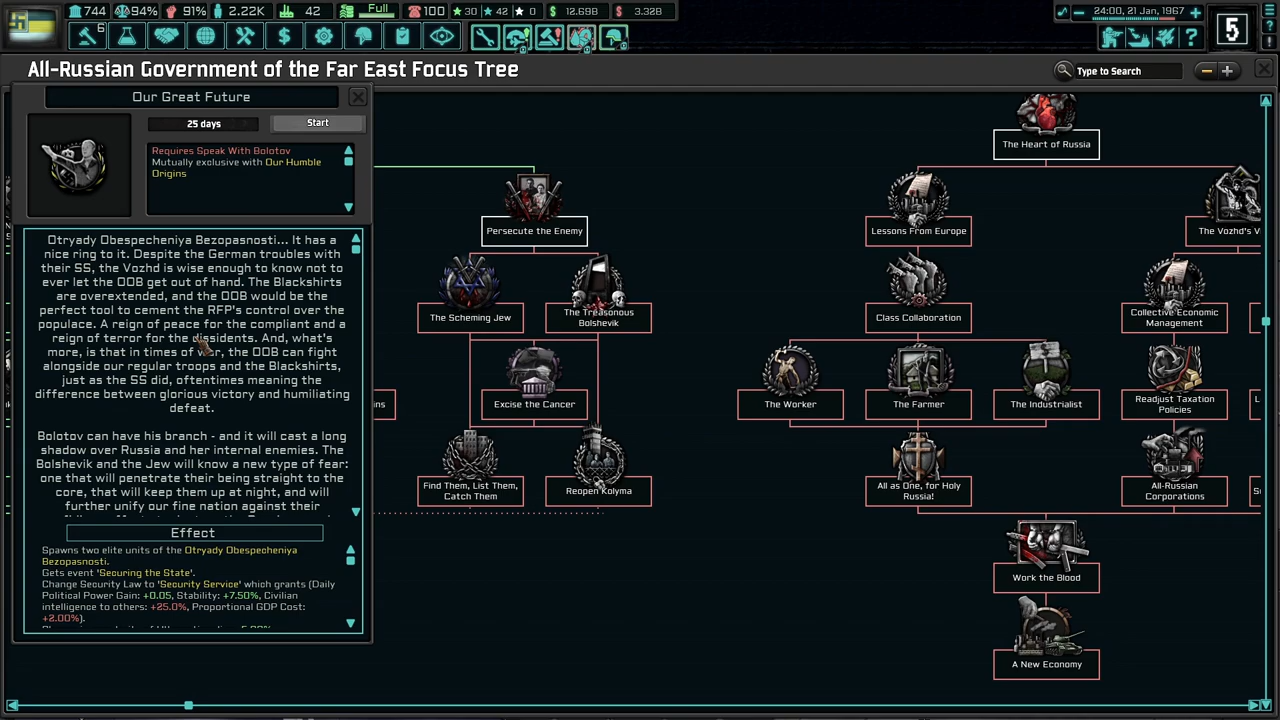 744 94% 91% 2.22K 42 Full 100 30 42 0 $ 12.69B $ 3.32B
24:00, 21 Jan, 1967
6
5
All-Russian Government of the Far East Focus Tree
Type to Search
Our Great Future
25 days
Start
Requires Speak With Bolotov
Mutually exclusive with Our Humble
Origins
Otryady Obespecheniya Bezopasnosti... It has a
nice ring to it. Despite the German troubles with
their SS, the Vozhd is wise enough to know not to
ever let the OOB get out of hand. The Blackshirts
are overextended, and the OOB would be the
perfect tool to cement the RFP's control over the
populace. A reign of peace for the compliant and a
reign of terror for the dissidents. And, what's
more, is that in times of war, the OOB can fight
alongside our regular troops and the Blackshirts,
just as the SS did, oftentimes meaning the
difference between glorious victory and humiliating
defeat.
Bolotov can have his branch - and it will cast a long
shadow over Russia and her internal enemies. The
Bolshevik and the Jew will know a new type of fear:
one that will penetrate their being straight to the
core, that will keep them up at night, and will
further unify our fine nation against their
Effect
Spawns two elite units of the Otryady Obespecheniya
Bezopasnosti.
Gets event 'Securing the State'.
Change Security Law to 'Security Service' which grants (Daily
Political Power Gain: +0.05, Stability: +7.50%, Civilian
intelligence to others: +25.0%, Proportional GDP Cost:
+2.00%).
Persecute the Enemy
The Scheming Jew
The Treasonous
Bolshevik
Excise the Cancer
Find Them, List Them,
Catch Them
Reopen Kolyma
The Heart of Russia
Lessons From Europe
The Vozhd's V
Class Collaboration
Collective Economic
Management
The Worker
The Farmer
The Industrialist
Readjust Taxation
Policies
All as One, for Holy
Russia!
All-Russian
Corporations
Work the Blood
A New Economy